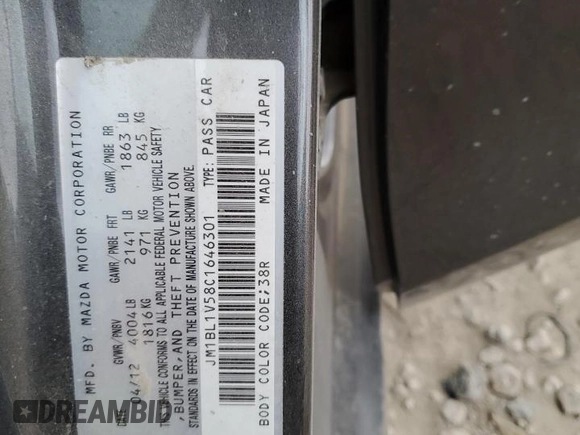 MFD. BY MAZDA MOTOR CORPORATION
DATE GVWR/PNBV GAWR/PNBE FRT GAWR/PNBE RR
04/12 4004LB 2141 LB 1863 LB
1816KG 971 KG 845 KG
VEHICLE CONFORMS TO ALL APPLICABLE FEDERAL MOTOR VEHICLE SAFETY
, BUMPER, AND THEFT PREVENTION
STANDARDS IN EFFECT ON THE DATE OF MANUFACTURE SHOWN ABOVE.
JM1BL1V58C1646301 TYPE: PASS CAR
BODY COLOR CODE;38R MADE IN JAPAN
DREAMBID